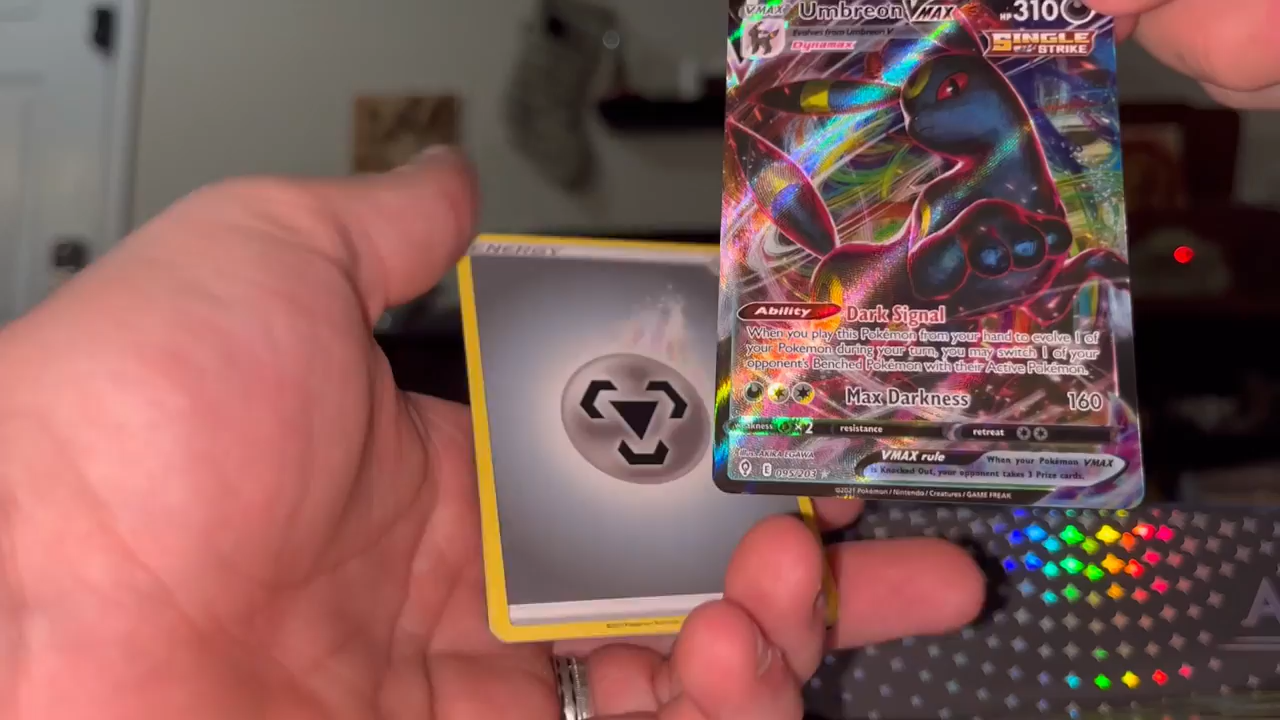 VMAX Umbreon VMAX HP 310
Evolves from Umbreon V
Dynamax
SINGLE STRIKE
ENERGY
Ability Dark Signal
When you play this Pokémon from your hand to evolve 1 of
your Pokémon during your turn, you may switch 1 of your
opponent's Benched Pokémon with their Active Pokémon.
Max Darkness 160
weakness ×2 resistance retreat
Illus. AKIRA EGAWA
VMAX rule When your Pokémon VMAX
is Knocked Out, your opponent takes 3 Prize cards.
E 095/203
©2021 Pokémon / Nintendo / Creatures / GAME FREAK